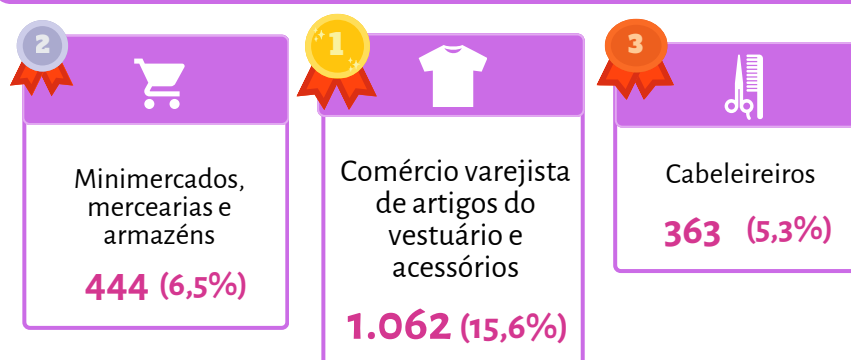 2
Minimercados,
mercearias e
armazéns
444 (6,5%)
1
Comércio varejista
de artigos do
vestuário e
acessórios
1.062 (15,6%)
3
Cabeleireiros
363 (5,3%)